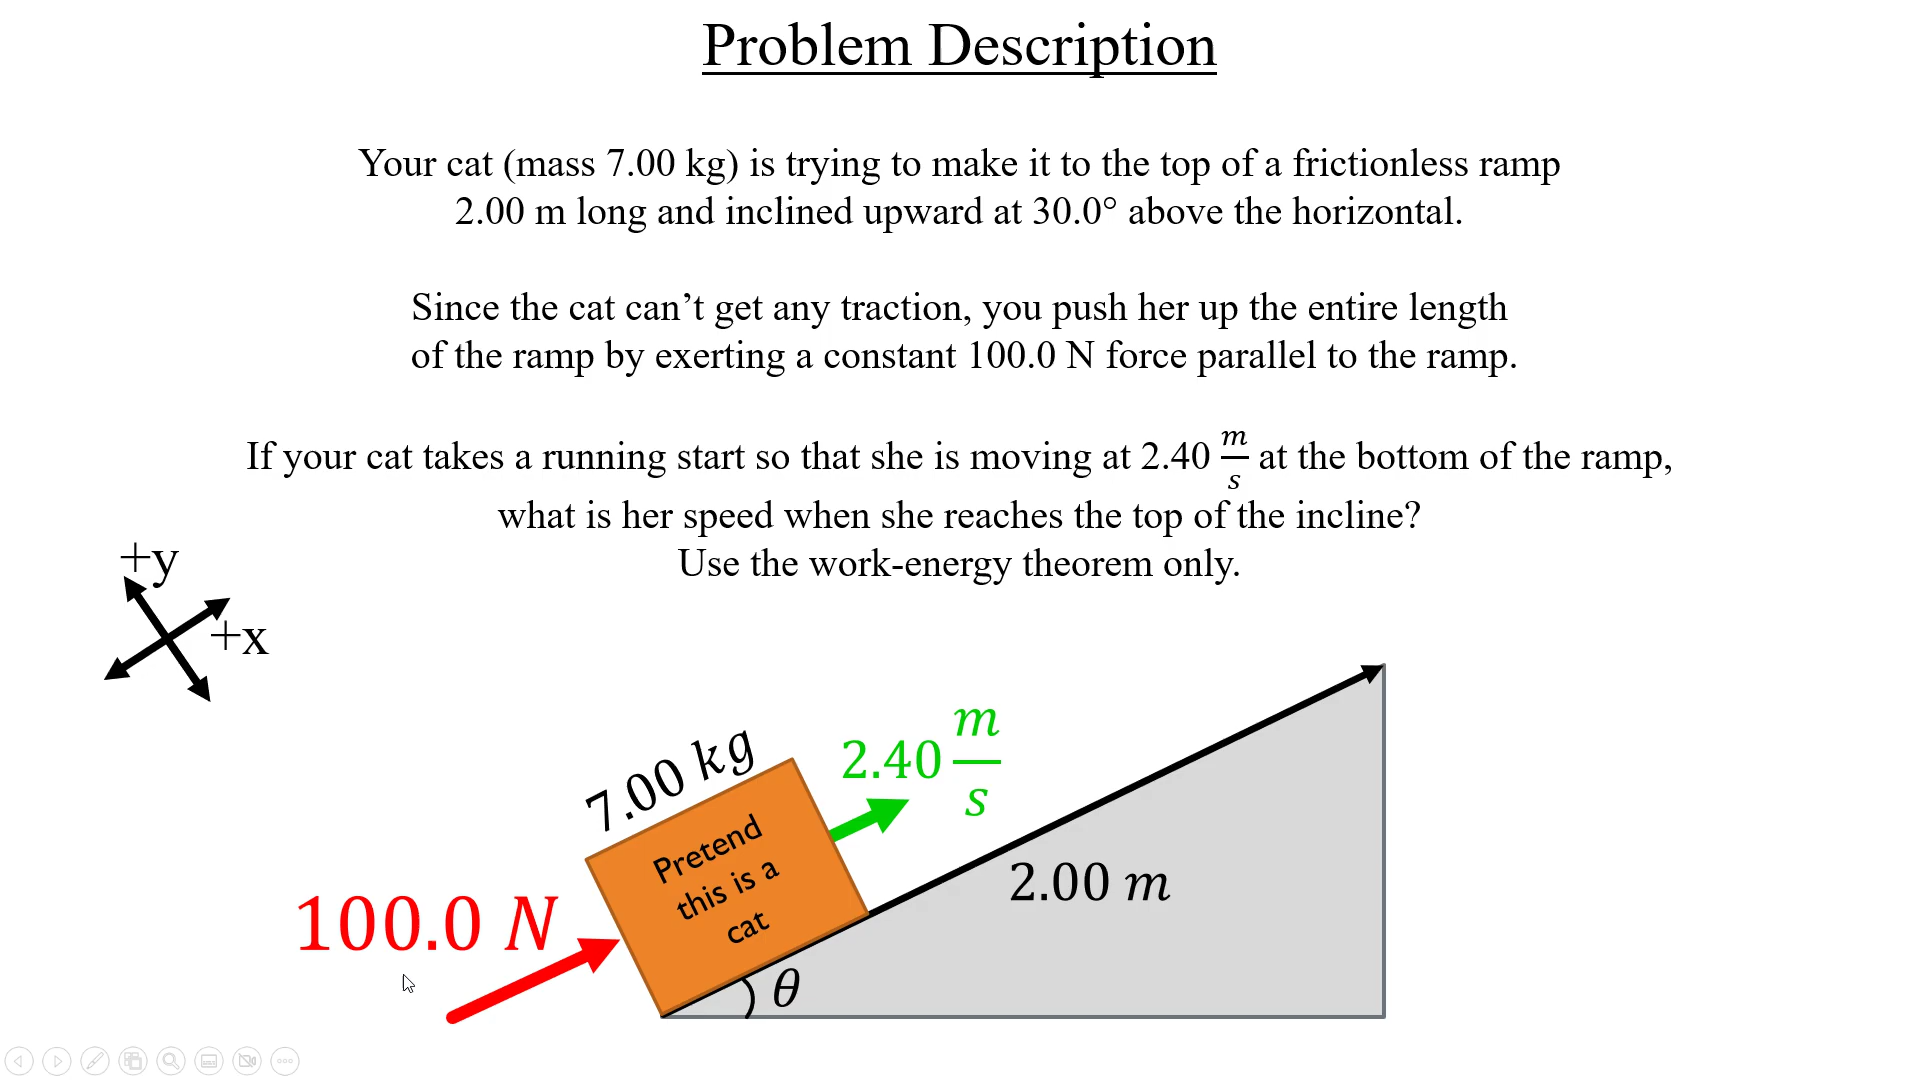 Problem Description
Your cat (mass 7.00 kg) is trying to make it to the top of a frictionless ramp
2.00 m long and inclined upward at 30.0° above the horizontal.
Since the cat can’t get any traction, you push her up the entire length
of the ramp by exerting a constant 100.0 N force parallel to the ramp.
If your cat takes a running start so that she is moving at 2.40 m/s at the bottom of the ramp,
what is her speed when she reaches the top of the incline?
Use the work-energy theorem only.
+y
+x
7.00 kg
2.40 m/s
Pretend
this is a
cat
2.00 m
100.0 N
θ